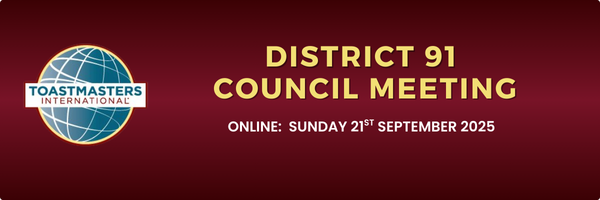 TOASTMASTERS
INTERNATIONAL
DISTRICT 91
COUNCIL MEETING
ONLINE: SUNDAY 21ST SEPTEMBER 2025